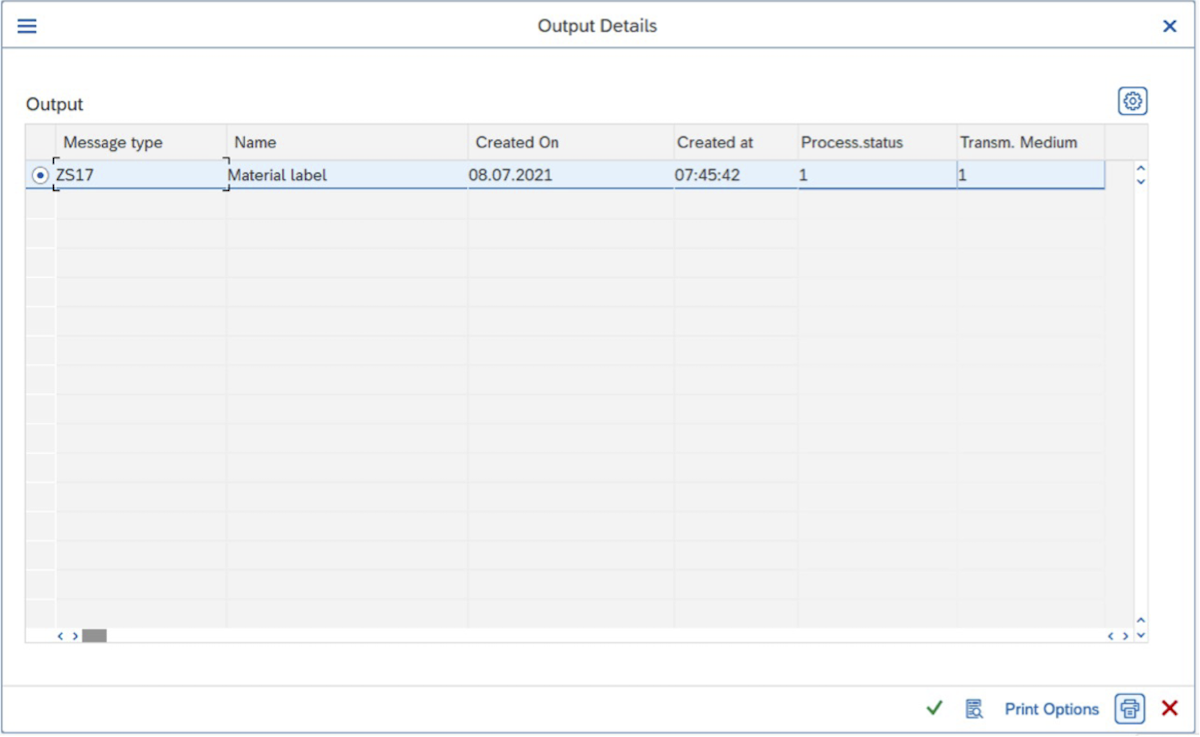 Output Details
Output
Message type Name Created On Created at Process.status Transm. Medium
ZS17 Material label 08.07.2021 07:45:42 1 1
Print Options